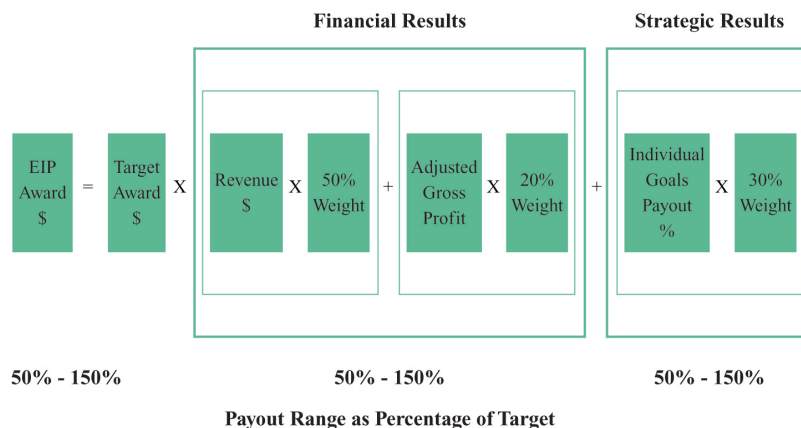 Financial Results
Strategic Results
EIP
Award
$
=
Target
Award
$
X
Revenue
$
X
50%
Weight
+
Adjusted
Gross
Profit
X
20%
Weight
+
Individual
Goals
Payout
%
X
30%
Weight
50% - 150%
50% - 150%
50% - 150%
Payout Range as Percentage of Target